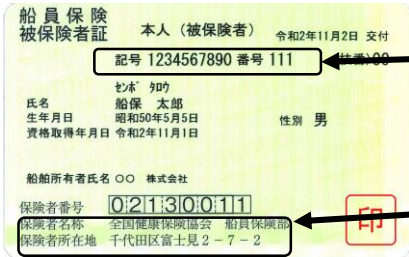 船員保険
被保険者証
本人（被保険者）
令和2年11月2日 交付
記号 1234567890 番号 111
00
センポ タロウ
氏名 船保 太郎
生年月日 昭和50年5月5日
性別 男
資格取得年月日 令和2年11月1日
船舶所有者氏名 ○○ 株式会社
保険者番号 02130011
保険者名称 全国健康保険協会 船員保険部
保険者所在地 千代田区富士見2-7-2
印